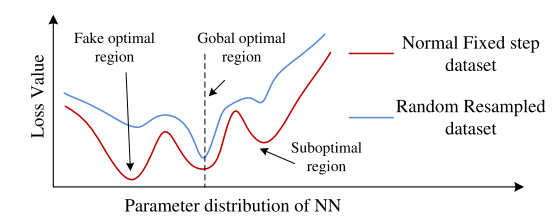 Loss Value
Fake optimal
region
Gobal optimal
region
Suboptimal
region
Normal Fixed step
dataset
Random Resampled
dataset
Parameter distribution of NN